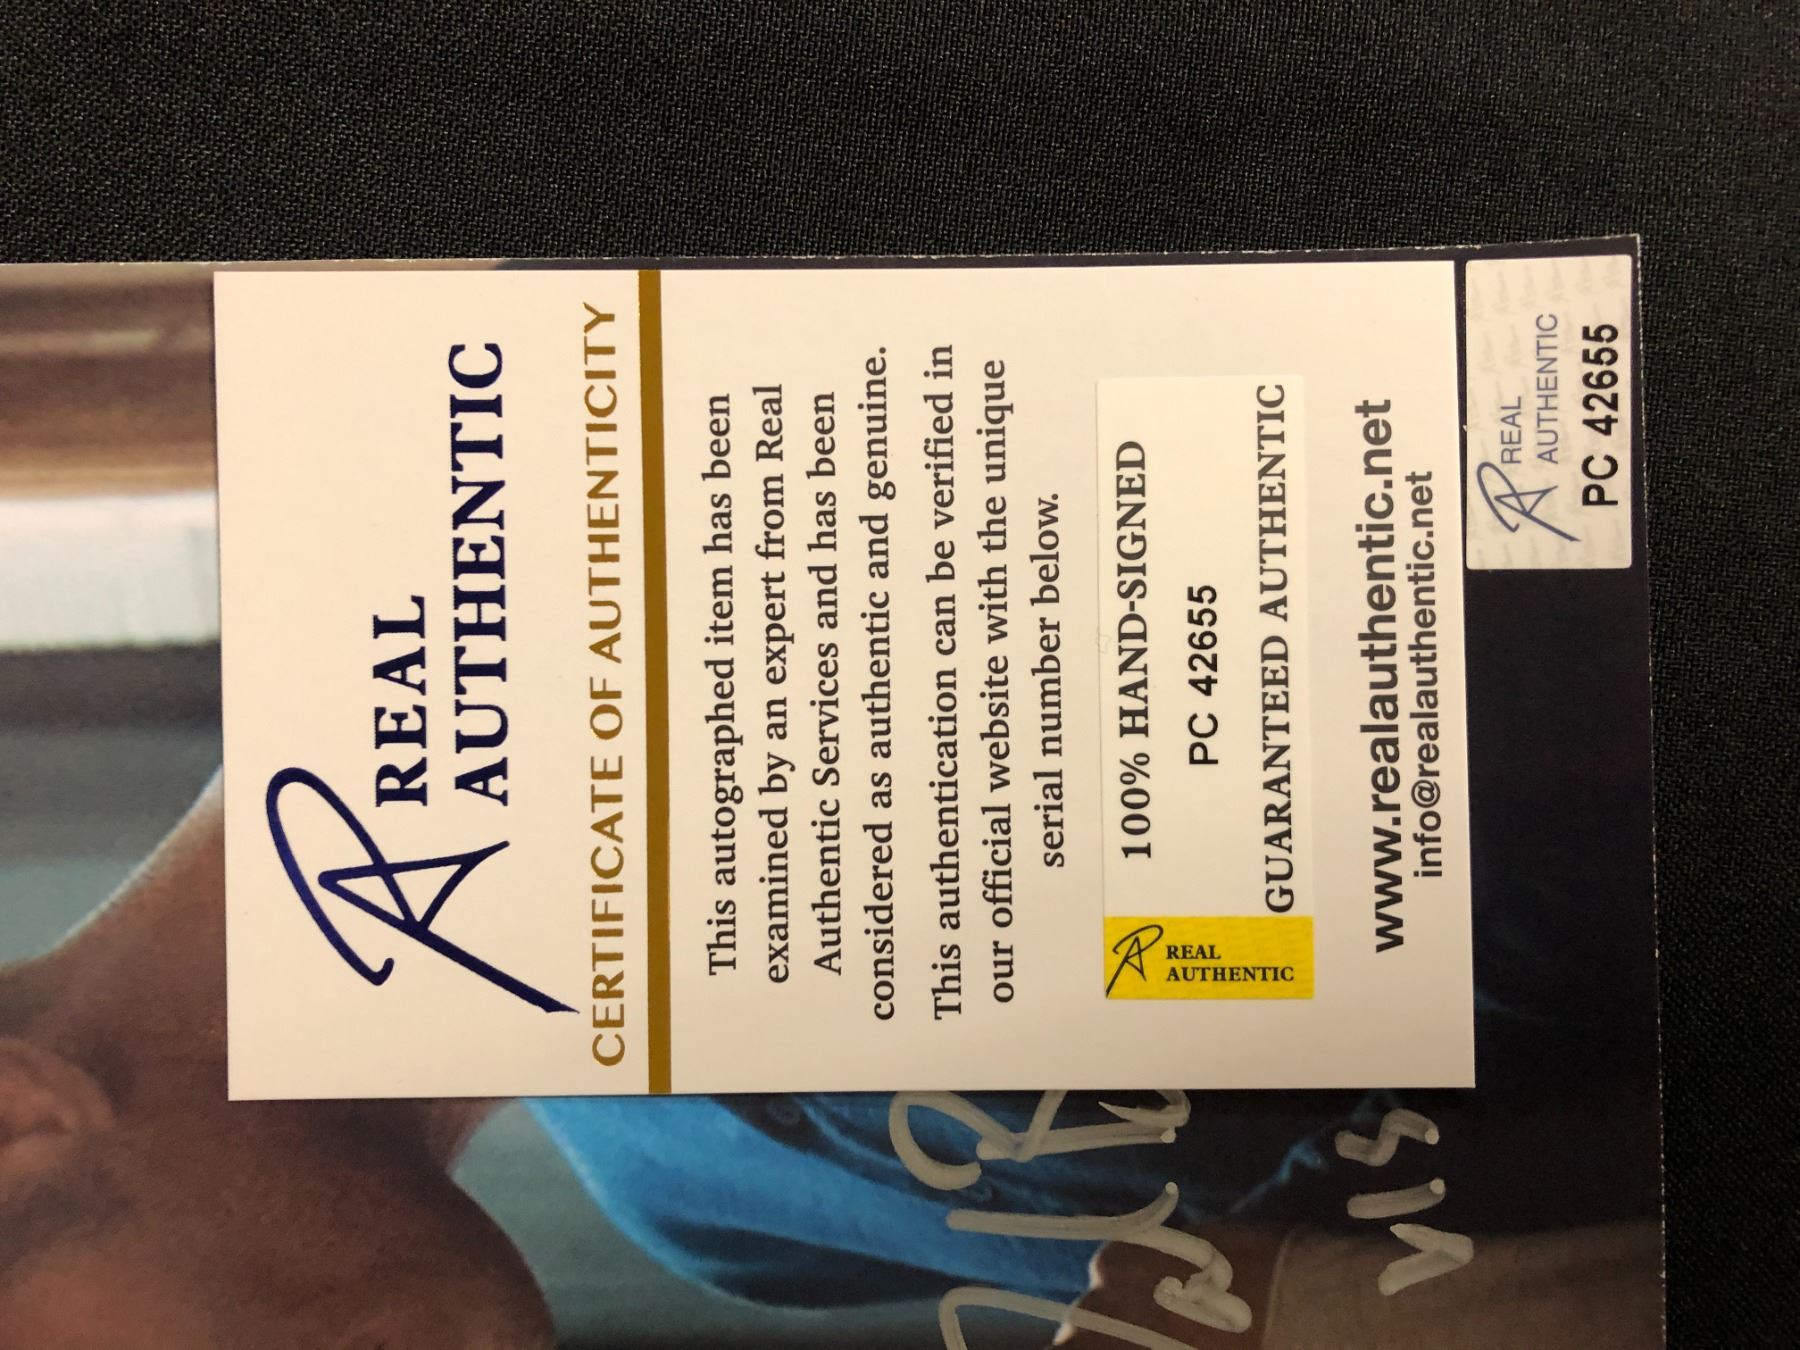 REAL
AUTHENTIC
CERTIFICATE OF AUTHENTICITY
This autographed item has been
examined by an expert from Real
Authentic Services and has been
considered as authentic and genuine.
This authentication can be verified in
our official website with the unique
serial number below.
REAL
AUTHENTIC
100% HAND-SIGNED
PC 42655
GUARANTEED AUTHENTIC
www.realauthentic.net
info@realauthentic.net
REAL
AUTHENTIC
PC 42655